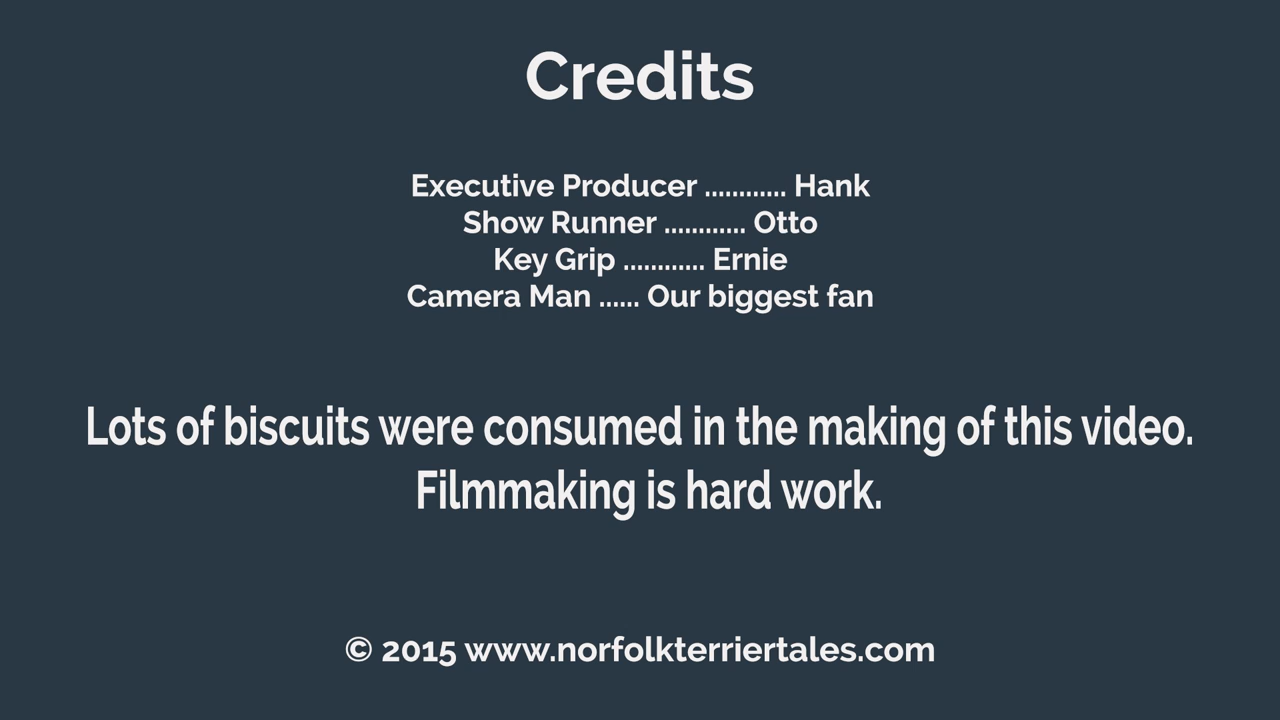 Credits
Executive Producer ............ Hank
Show Runner ............ Otto
Key Grip ............ Ernie
Camera Man ...... Our biggest fan
Lots of biscuits were consumed in the making of this video.
Filmmaking is hard work.
© 2015 www.norfolkterriertales.com